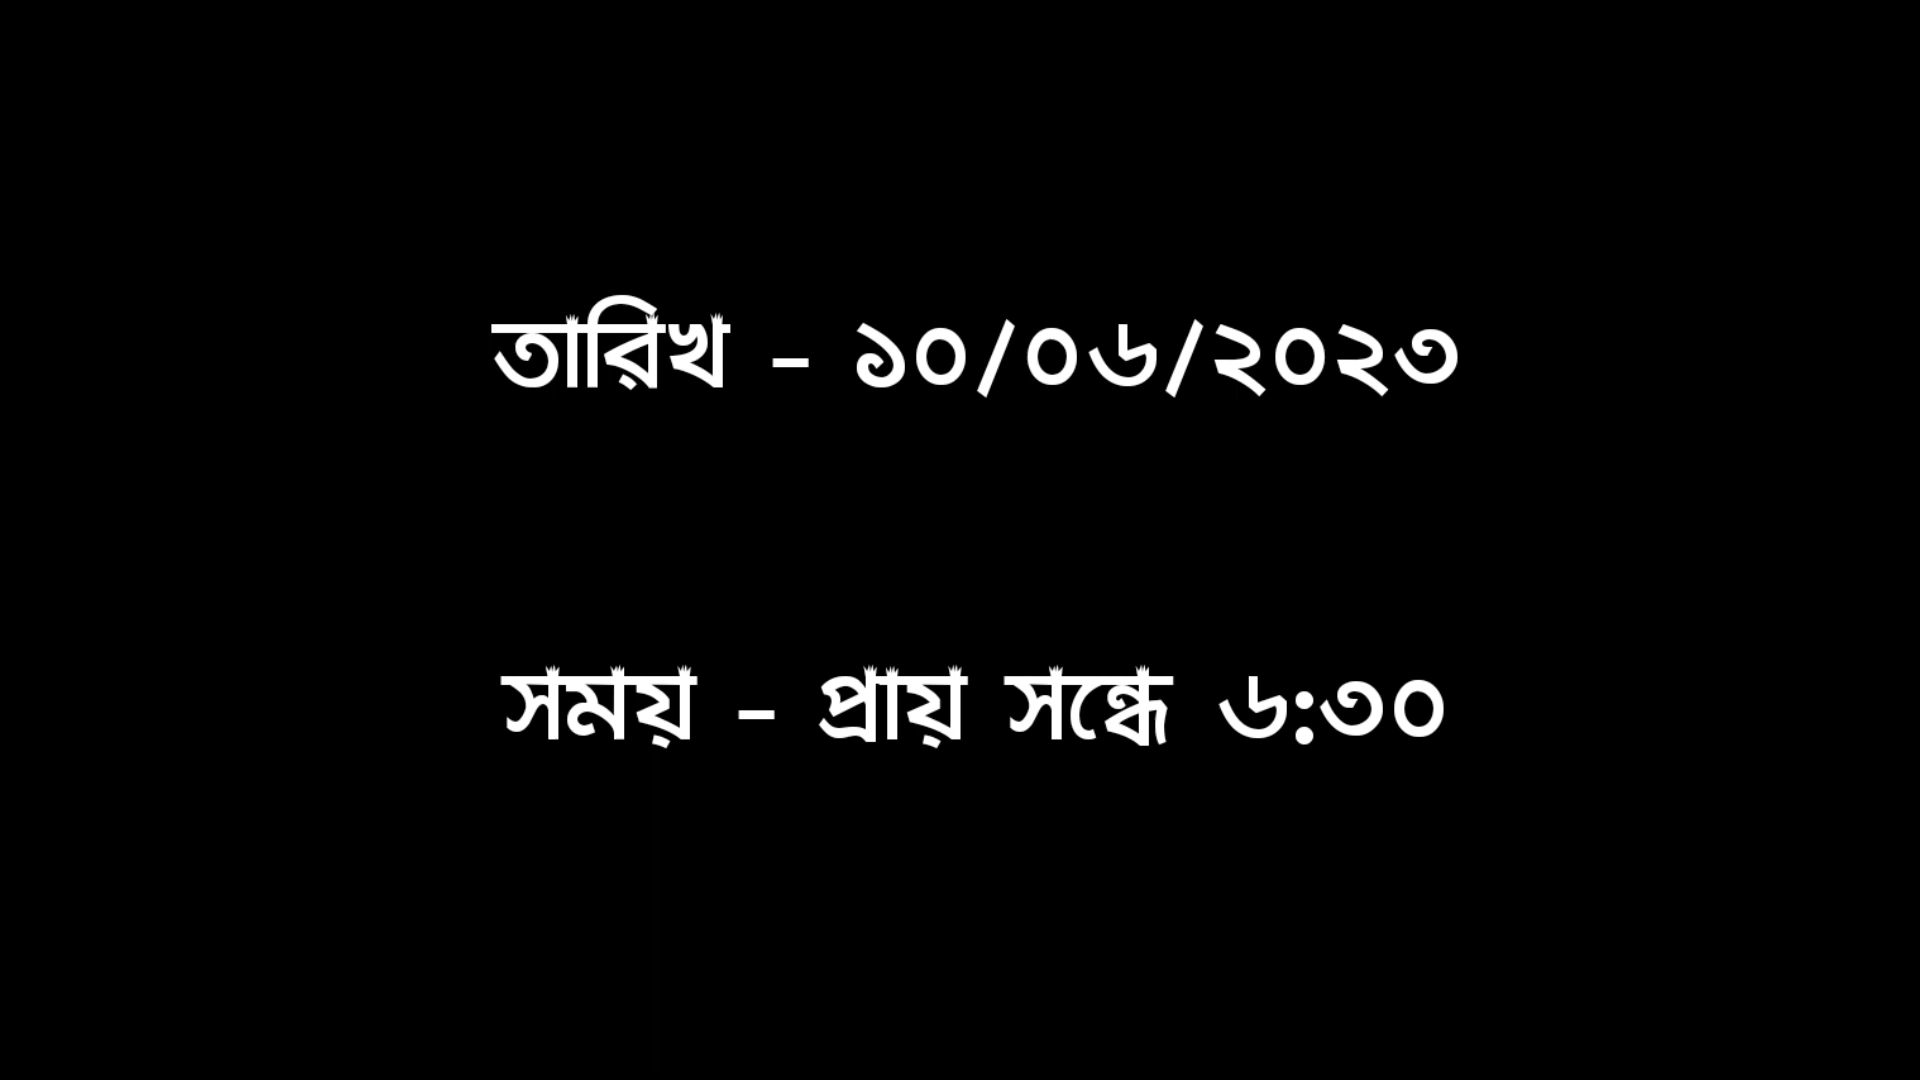 তারিখ - ১০/০৬/২০২৩
সময় - প্রায় সন্ধে ৬:৩০